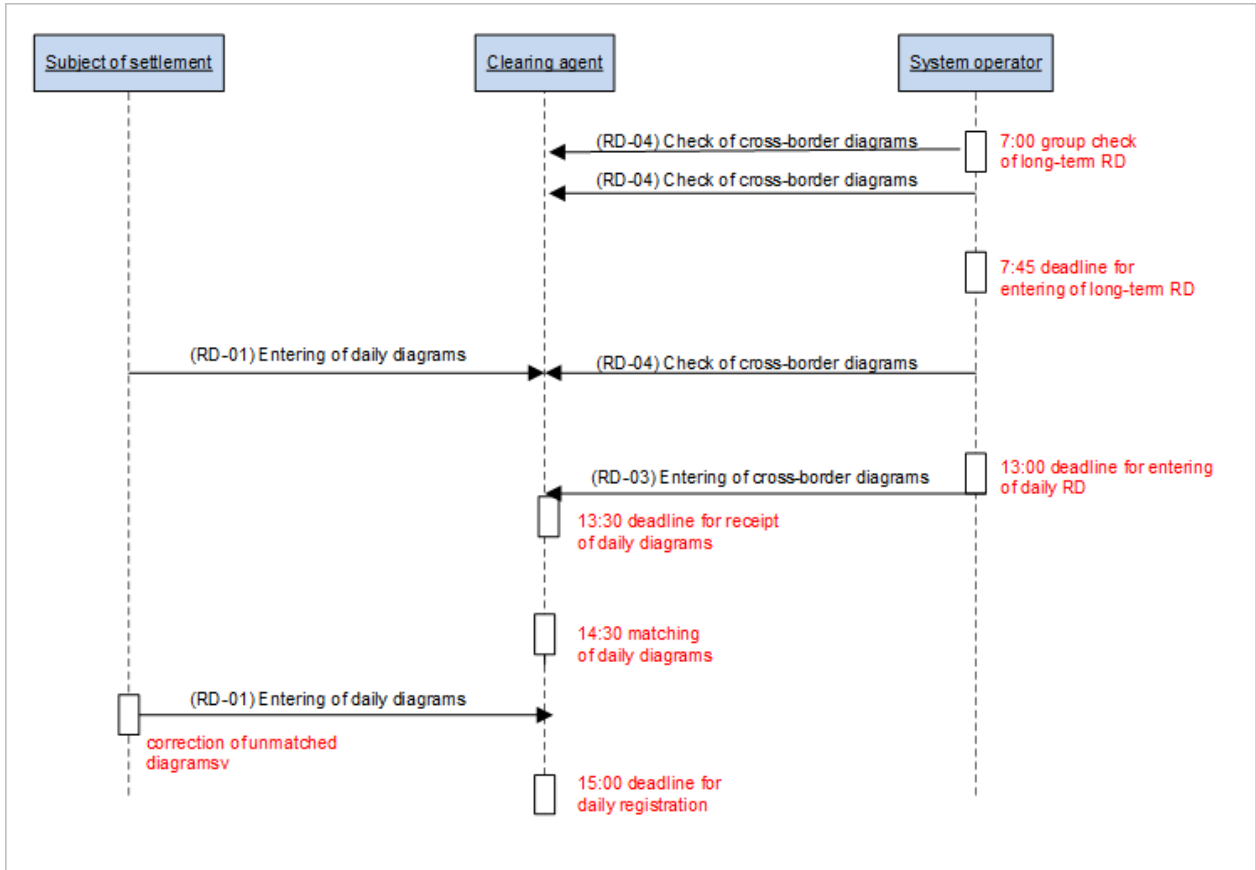 Subject of settlement
Clearing agent
System operator
(RD-04) Check of cross-border diagrams
7:00 group check
of long-term RD
(RD-04) Check of cross-border diagrams
7:45 deadline for
entering of long-term RD
(RD-01) Entering of daily diagrams
(RD-04) Check of cross-border diagrams
(RD-03) Entering of cross-border diagrams
13:00 deadline for entering
of daily RD
13:30 deadline for receipt
of daily diagrams
14:30 matching
of daily diagrams
(RD-01) Entering of daily diagrams
correction of unmatched
diagramsv
15:00 deadline for
daily registration